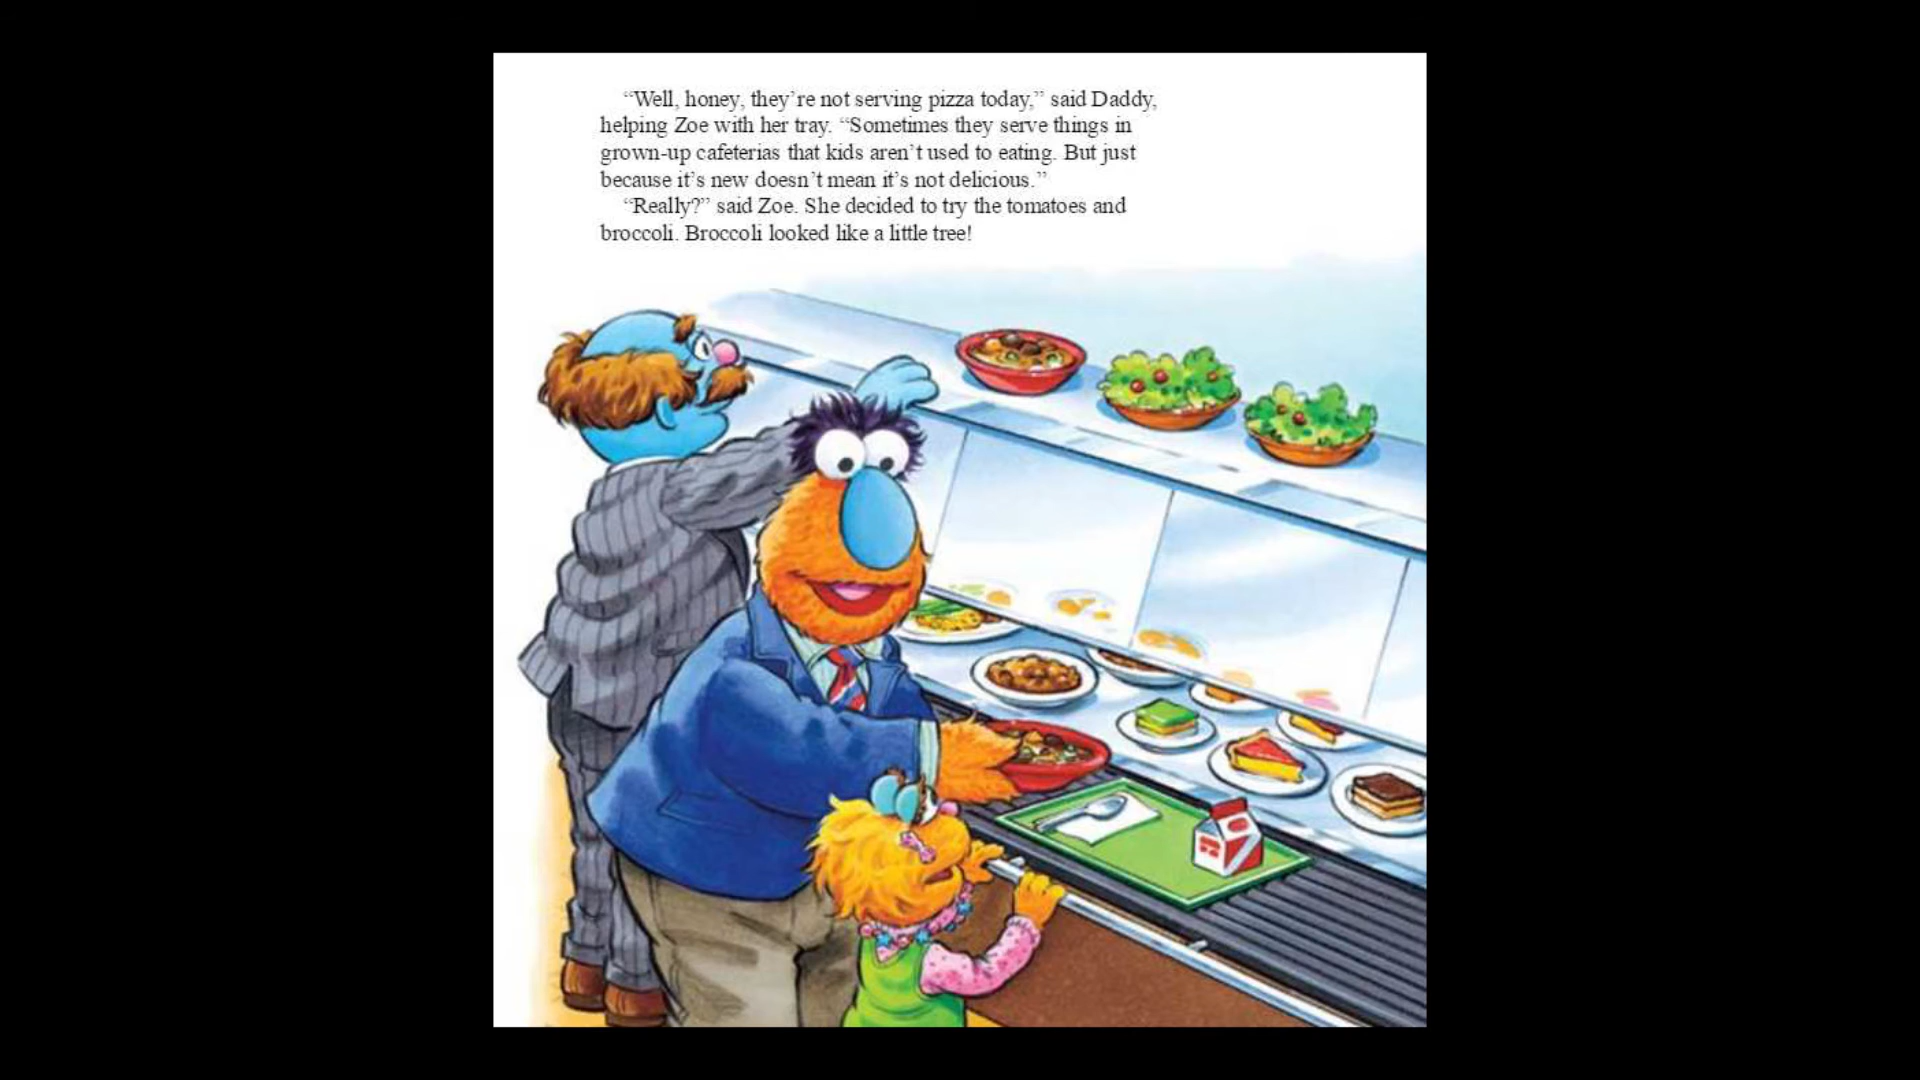 “Well, honey, they’re not serving pizza today,” said Daddy,
helping Zoe with her tray. “Sometimes they serve things in
grown-up cafeterias that kids aren’t used to eating. But just
because it’s new doesn’t mean it’s not delicious.”
“Really?” said Zoe. She decided to try the tomatoes and
broccoli. Broccoli looked like a little tree!